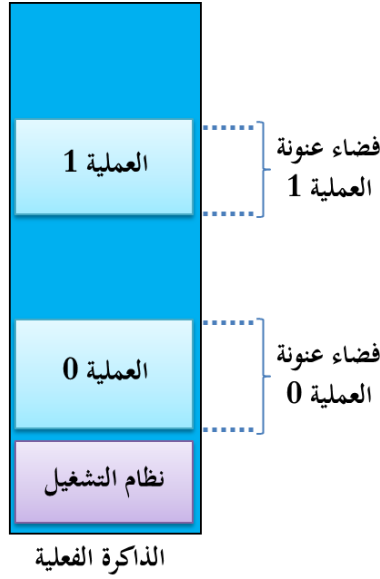 العملية 1
فضاء عنونة
العملية 1
العملية 0
فضاء عنونة
العملية 0
نظام التشغيل
الذاكرة الفعلية